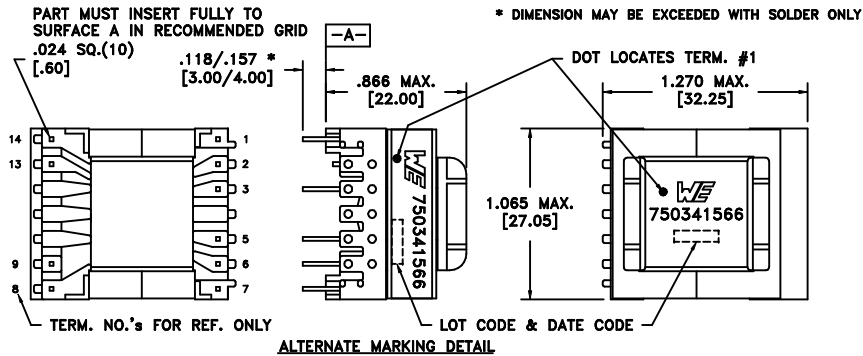 PART MUST INSERT FULLY TO
SURFACE A IN RECOMMENDED GRID
.024 SQ.(10)
[.60]
* DIMENSION MAY BE EXCEEDED WITH SOLDER ONLY
-A-
.118/.157 *
[3.00/4.00]
.866 MAX.
[22.00]
DOT LOCATES TERM. #1
1.270 MAX.
[32.25]
14
13
9
8
1
2
3
5
6
7
WE 750341566
1.065 MAX.
[27.05]
WE
750341566
TERM. NO.'s FOR REF. ONLY
LOT CODE & DATE CODE
ALTERNATE MARKING DETAIL